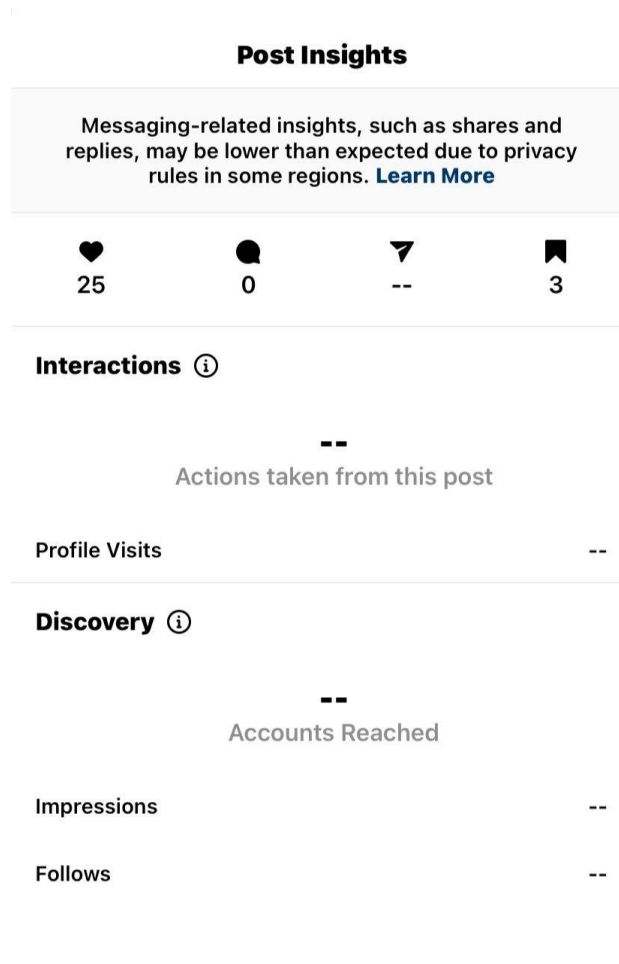 Post Insights
Messaging-related insights, such as shares and
replies, may be lower than expected due to privacy
rules in some regions. Learn More
25 0 -- 3
Interactions
--
Actions taken from this post
Profile Visits --
Discovery
--
Accounts Reached
Impressions --
Follows --